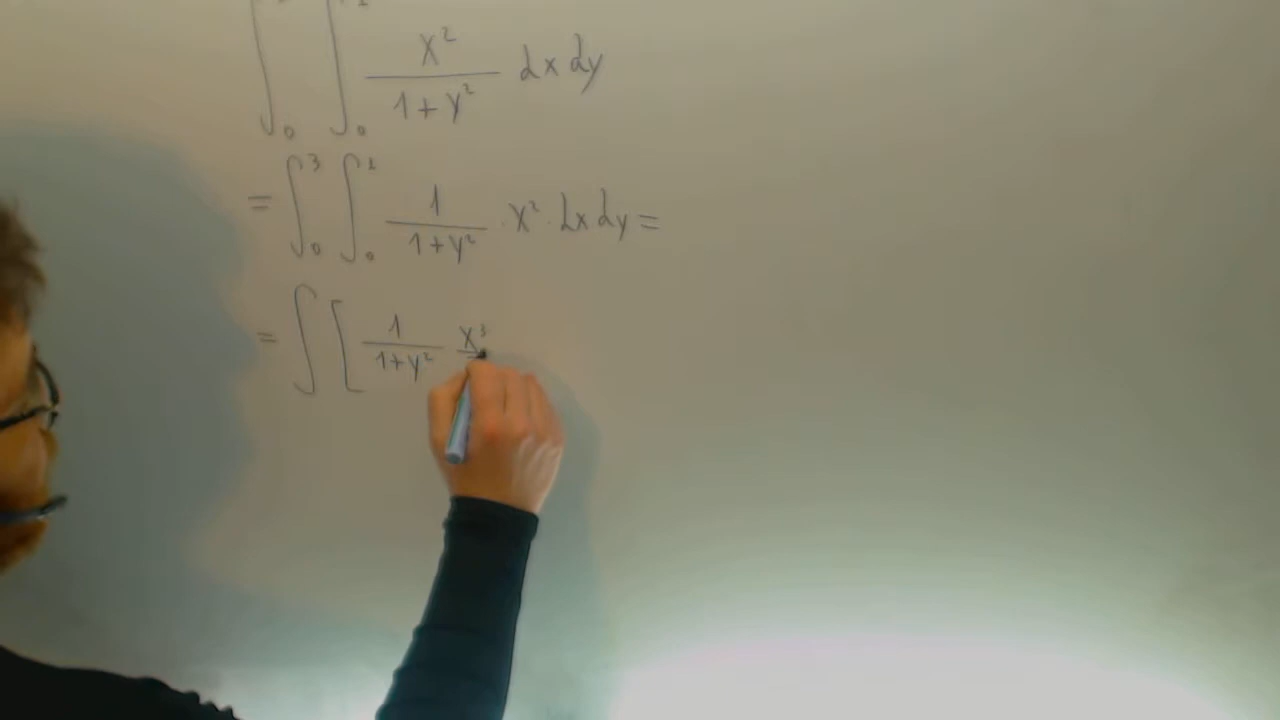 ∫₀ ∫₀ x²/(1+y²) dx dy
= ∫₀³ ∫₀¹ 1/(1+y²) · x² · dx dy =
= ∫ [ 1/(1+y²) x³